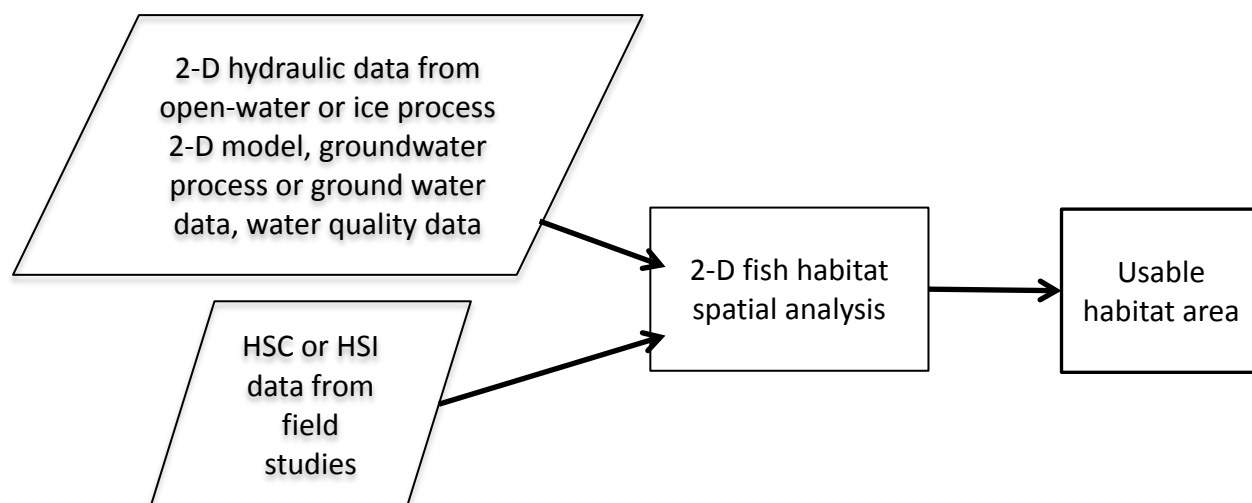 2-D hydraulic data from
open-water or ice process
2-D model, groundwater
process or ground water
data, water quality data
HSC or HSI
data from
field
studies
2-D fish habitat
spatial analysis
Usable
habitat area